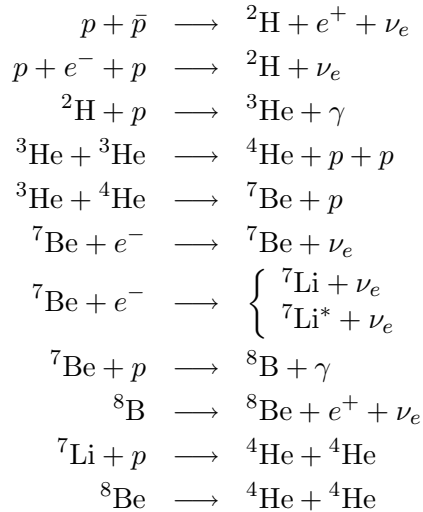 p + p̄ ⟶ ²H + e⁺ + νₑ
p + e⁻ + p ⟶ ²H + νₑ
²H + p ⟶ ³He + γ
³He + ³He ⟶ ⁴He + p + p
³He + ⁴He ⟶ ⁷Be + p
⁷Be + e⁻ ⟶ ⁷Be + νₑ
⁷Be + e⁻ ⟶ { ⁷Li + νₑ
⁷Li* + νₑ
⁷Be + p ⟶ ⁸B + γ
⁸B ⟶ ⁸Be + e⁺ + νₑ
⁷Li + p ⟶ ⁴He + ⁴He
⁸Be ⟶ ⁴He + ⁴He